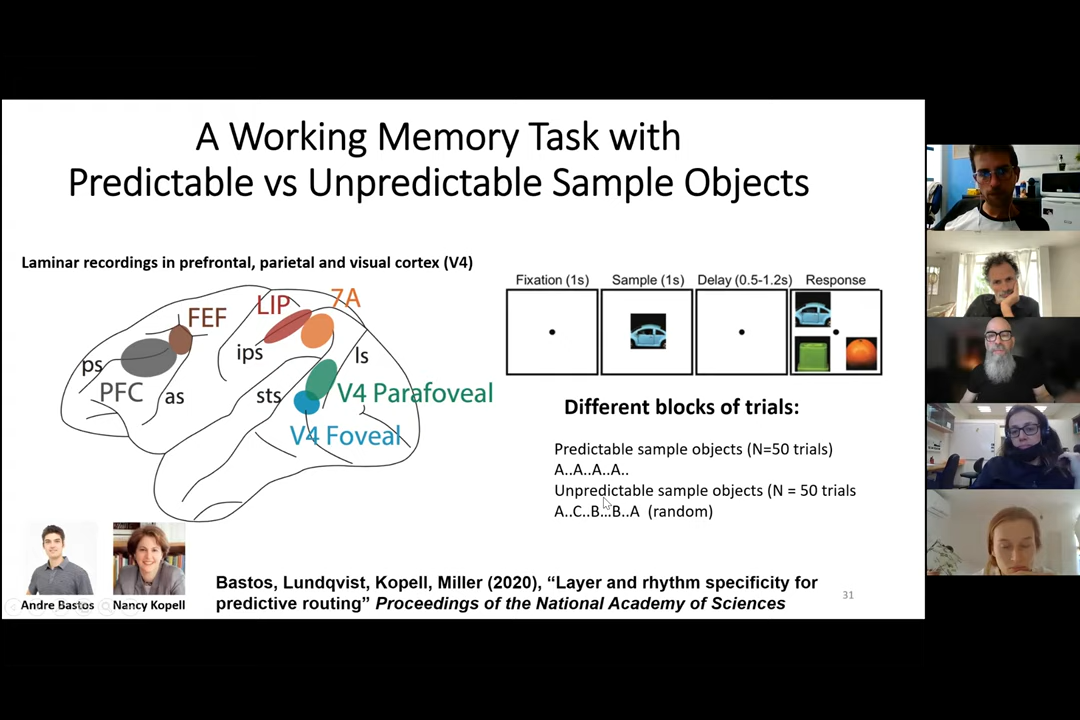 A Working Memory Task with
Predictable vs Unpredictable Sample Objects
Laminar recordings in prefrontal, parietal and visual cortex (V4)
FEF
LIP
7A
ps
ips
ls
PFC
as
sts
V4 Parafoveal
V4 Foveal
Fixation (1s)
Sample (1s)
Delay (0.5-1.2s)
Response
Different blocks of trials:
Predictable sample objects (N=50 trials)
A..A..A..A..
Unpredictable sample objects (N = 50 trials
A..C..B...B..A (random)
Andre Bastos
Nancy Kopell
Bastos, Lundqvist, Kopell, Miller (2020), “Layer and rhythm specificity for
predictive routing” Proceedings of the National Academy of Sciences
31